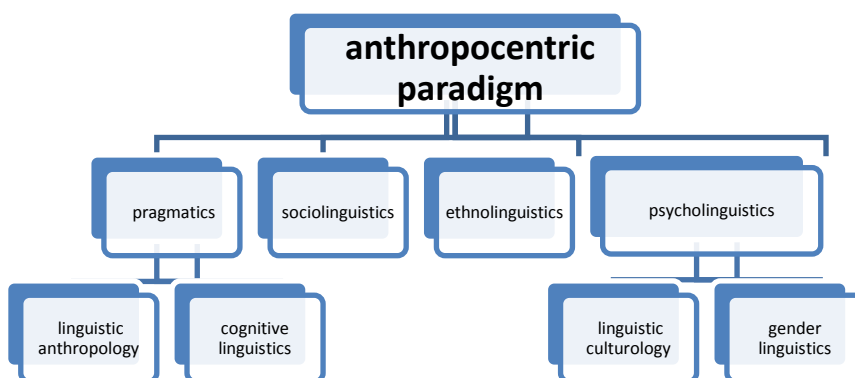 anthropocentric
paradigm
pragmatics
sociolinguistics
ethnolinguistics
psycholinguistics
linguistic
anthropology
cognitive
linguistics
linguistic
culturology
gender
linguistics